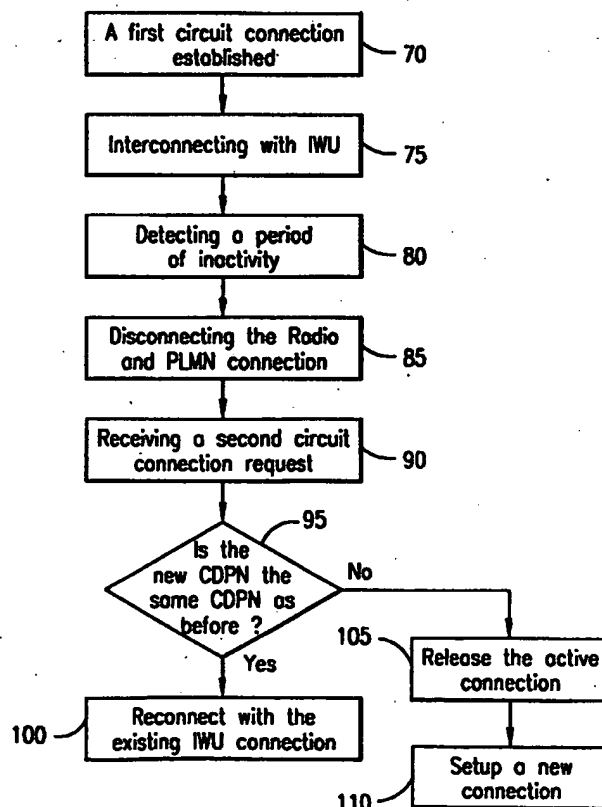 A first circuit connection
established
70
Interconnecting with IWU
75
Detecting a period
of inactivity
80
Disconnecting the Radio
and PLMN connection
85
Receiving a second circuit
connection request
90
95
Is the
new CDPN the
same CDPN as
before ?
No
Yes
105
Release the active
connection
100
Reconnect with the
existing IWU connection
110
Setup a new
connection